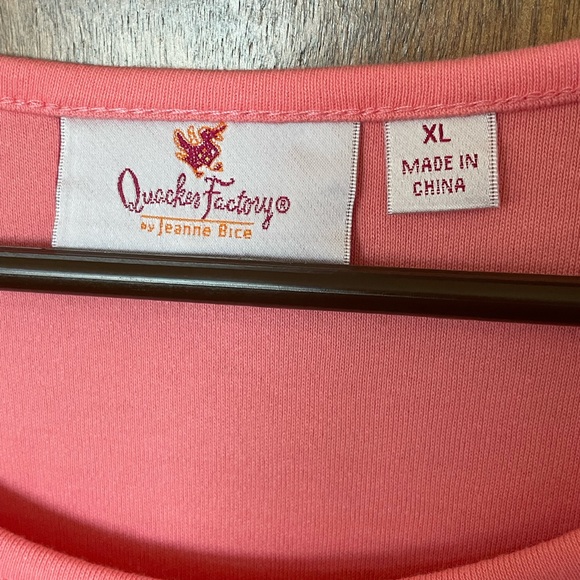 Quacker Factory®
by Jeanne Bice
XL
MADE IN
CHINA